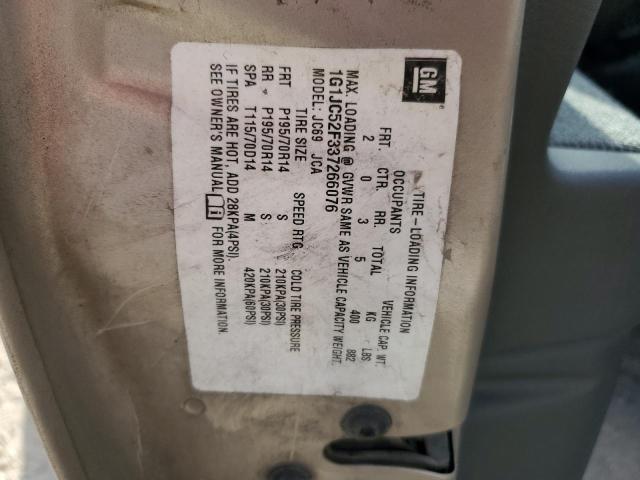 GM
TIRE-LOADING INFORMATION
OCCUPANTS VEHICLE CAP. WT.
FRT. CTR. RR. TOTAL KG LBS
2 0 3 5 400 882
MAX. LOADING @ GVWR SAME AS VEHICLE CAPACITY WEIGHT.
1G1JC52F337266076
MODEL: JC69 JCA
TIRE SIZE SPEED RTG COLD TIRE PRESSURE
FRT P195/70R14 S 210KPA(30PSI)
RR P195/70R14 S 210KPA(30PSI)
SPA T115/70D14 M 420KPA(60PSI)
IF TIRES ARE HOT, ADD 28KPA(4PSI).
SEE OWNER'S MANUAL i FOR MORE INFORMATION.